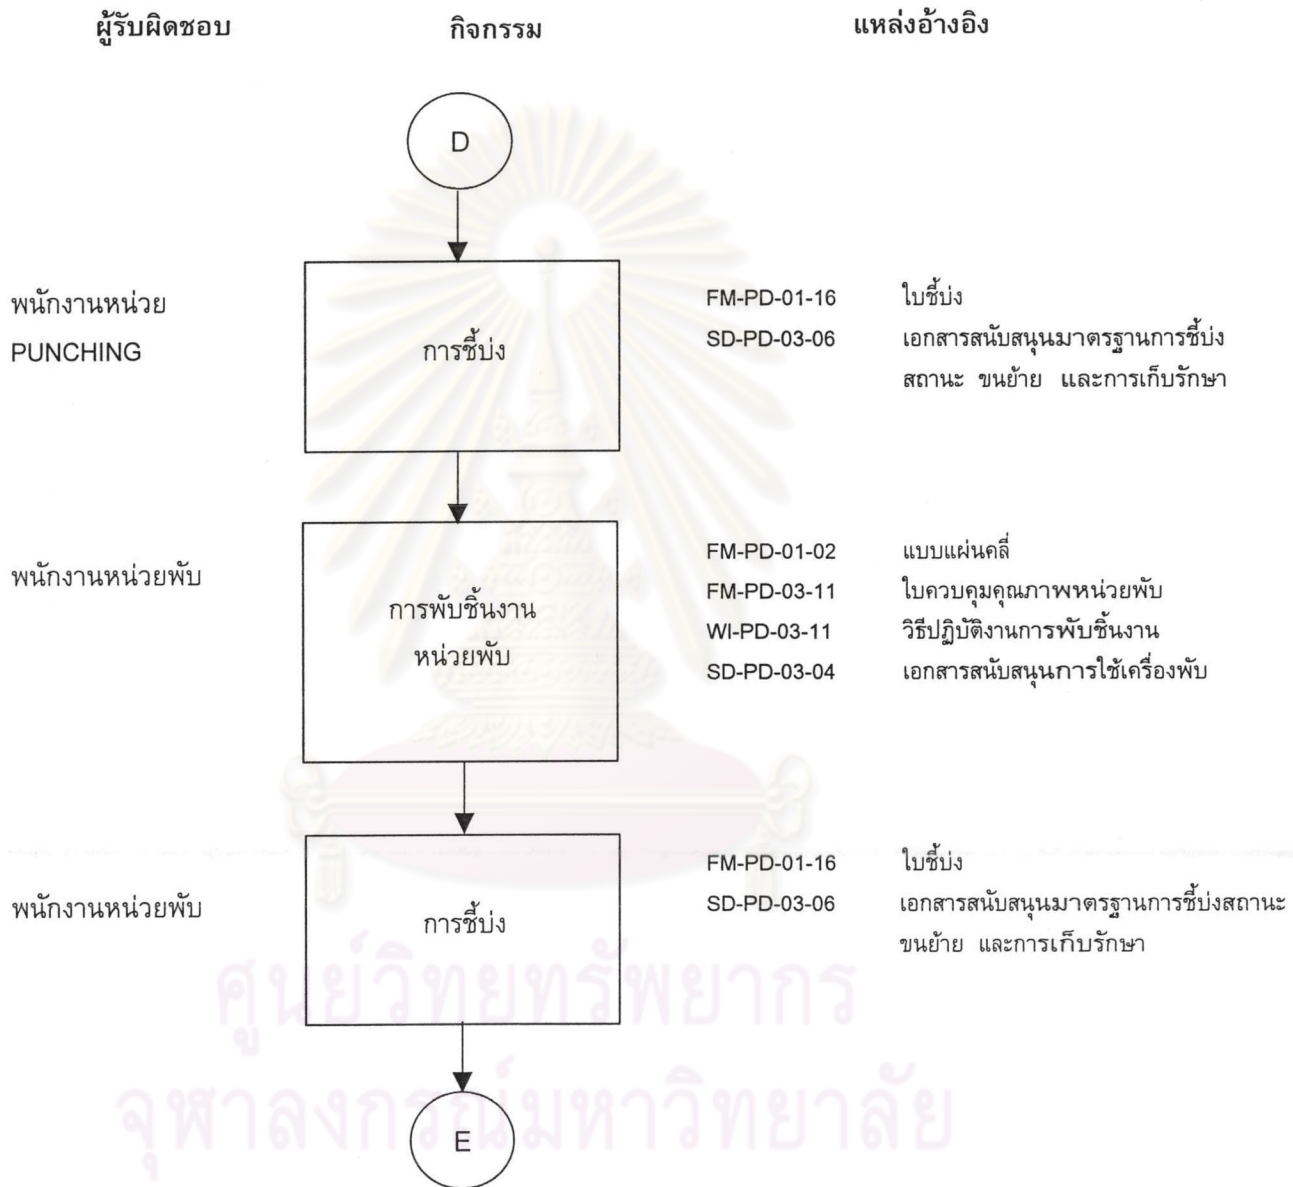 ผู้รับผิดชอบ กิจกรรม แหล่งอ้างอิง
D
พนักงานหน่วย
PUNCHING
การชี้บ่ง
FM-PD-01-16 ใบชี้บ่ง
SD-PD-03-06 เอกสารสนับสนุนมาตรฐานการชี้บ่ง
สถานะ ขนย้าย และการเก็บรักษา
พนักงานหน่วยพับ
การพับชิ้นงาน
หน่วยพับ
FM-PD-01-02 แบบแผ่นคลี่
FM-PD-03-11 ใบควบคุมคุณภาพหน่วยพับ
WI-PD-03-11 วิธีปฏิบัติงานการพับชิ้นงาน
SD-PD-03-04 เอกสารสนับสนุนการใช้เครื่องพับ
พนักงานหน่วยพับ
การชี้บ่ง
FM-PD-01-16 ใบชี้บ่ง
SD-PD-03-06 เอกสารสนับสนุนมาตรฐานการชี้บ่งสถานะ
ขนย้าย และการเก็บรักษา
ศูนย์วิทยทรัพยากร
จุฬาลงกรณ์มหาวิทยาลัย
E